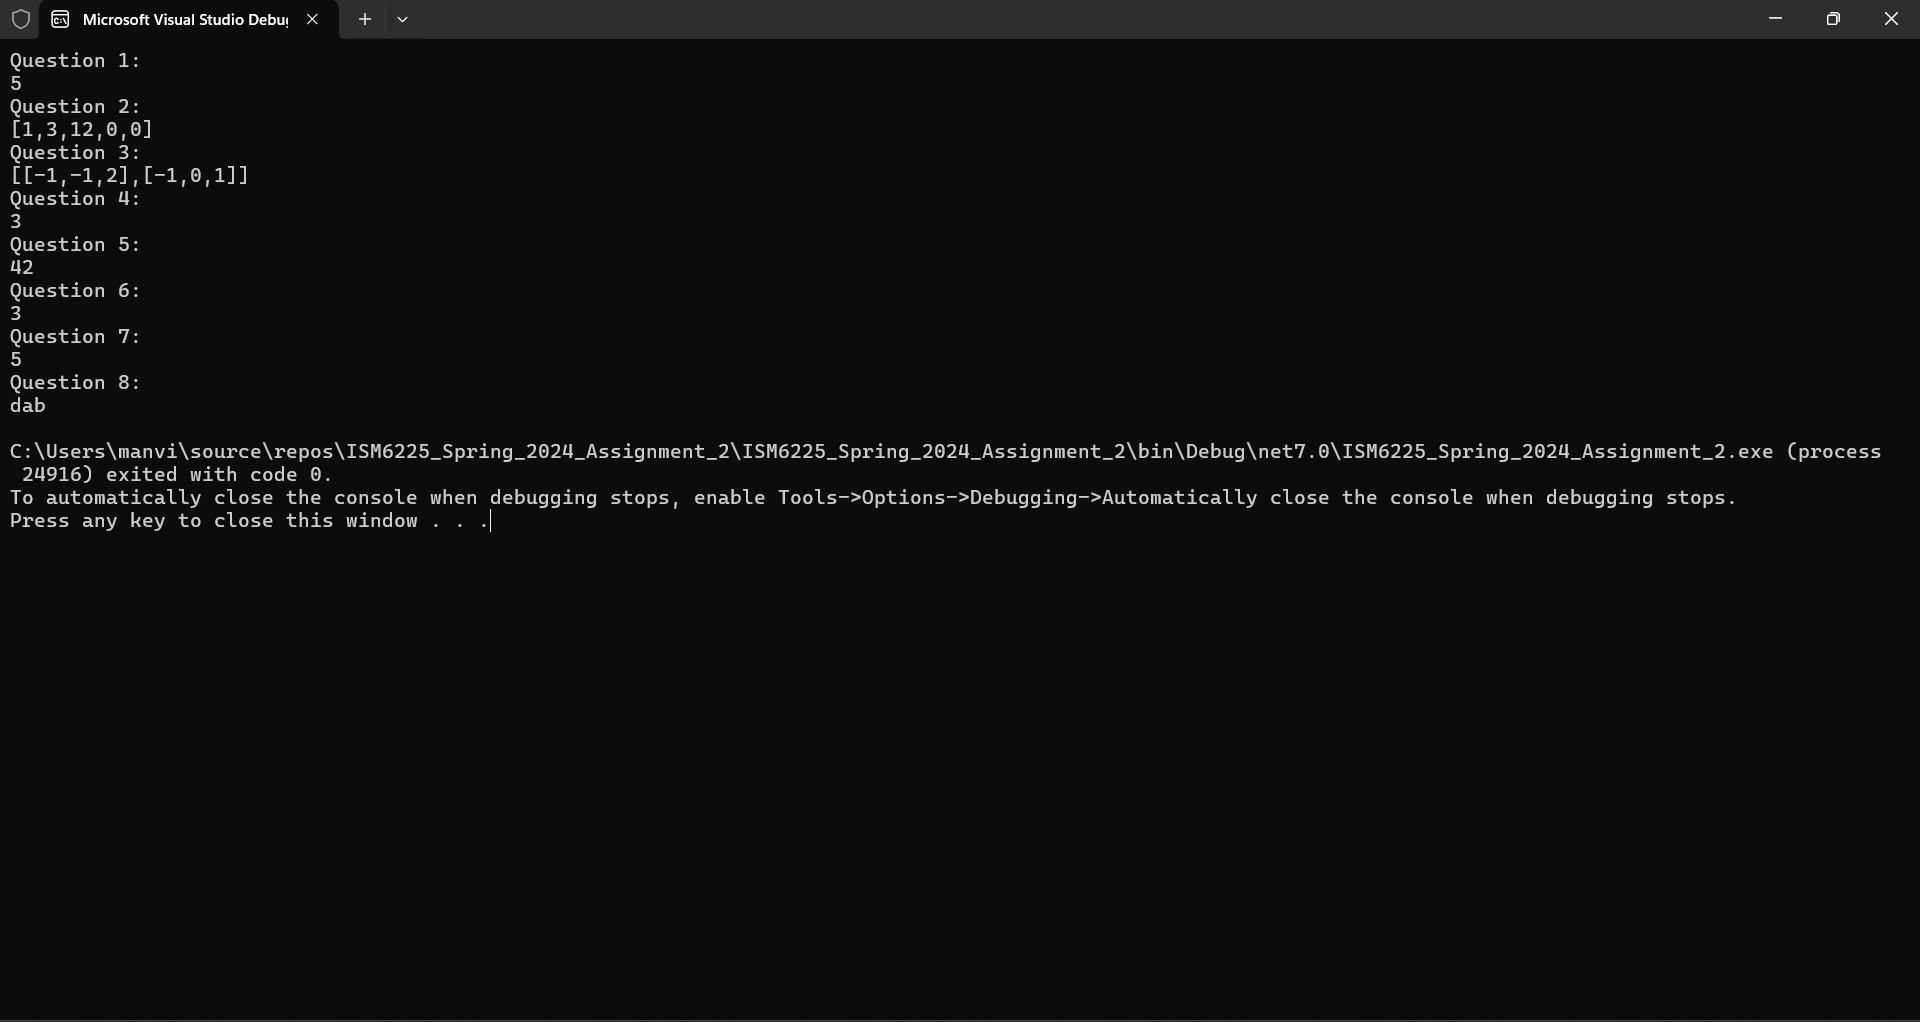 Microsoft Visual Studio Debug
Question 1:
5
Question 2:
[1,3,12,0,0]
Question 3:
[[-1,-1,2],[-1,0,1]]
Question 4:
3
Question 5:
42
Question 6:
3
Question 7:
5
Question 8:
dab
C:\Users\manvi\source\repos\ISM6225_Spring_2024_Assignment_2\ISM6225_Spring_2024_Assignment_2\bin\Debug\net7.0\ISM6225_Spring_2024_Assignment_2.exe (process
24916) exited with code 0.
To automatically close the console when debugging stops, enable Tools->Options->Debugging->Automatically close the console when debugging stops.
Press any key to close this window . . .